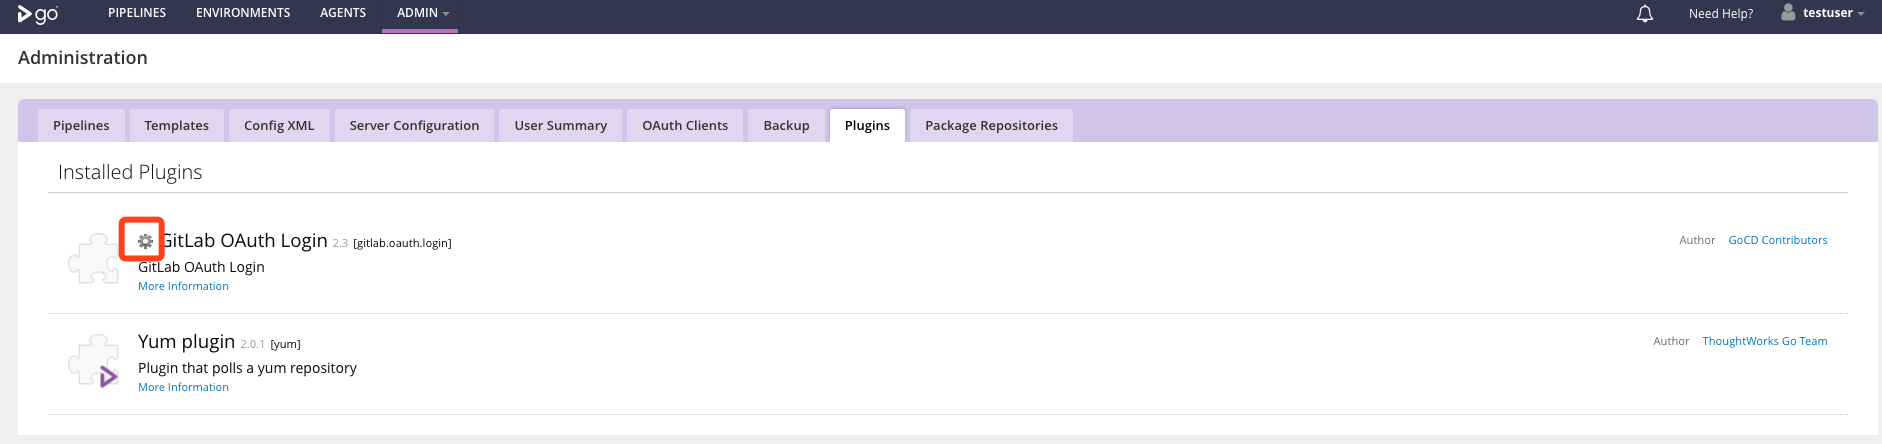 go PIPELINES ENVIRONMENTS AGENTS ADMIN Need Help? testuser
Administration
Pipelines Templates Config XML Server Configuration User Summary OAuth Clients Backup Plugins Package Repositories
Installed Plugins
GitLab OAuth Login 2.3 [gitlab.oauth.login] Author GoCD Contributors
GitLab OAuth Login
More Information
Yum plugin 2.0.1 [yum] Author ThoughtWorks Go Team
Plugin that polls a yum repository
More Information